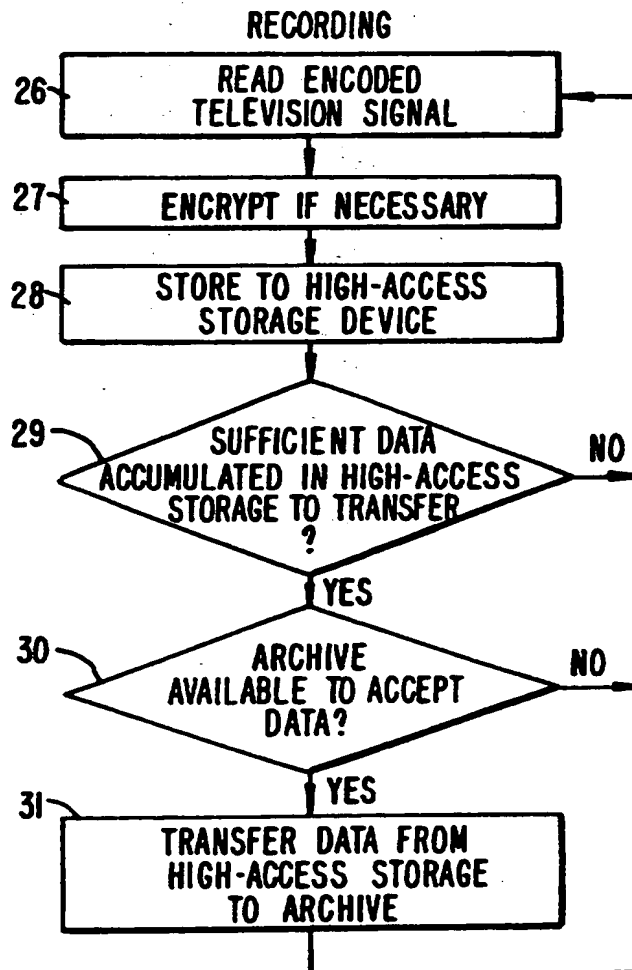 RECORDING
26
READ ENCODED
TELEVISION SIGNAL
27
ENCRYPT IF NECESSARY
28
STORE TO HIGH-ACCESS
STORAGE DEVICE
29
SUFFICIENT DATA
ACCUMULATED IN HIGH-ACCESS
STORAGE TO TRANSFER
?
NO
YES
30
ARCHIVE
AVAILABLE TO ACCEPT
DATA?
NO
YES
31
TRANSFER DATA FROM
HIGH-ACCESS STORAGE
TO ARCHIVE